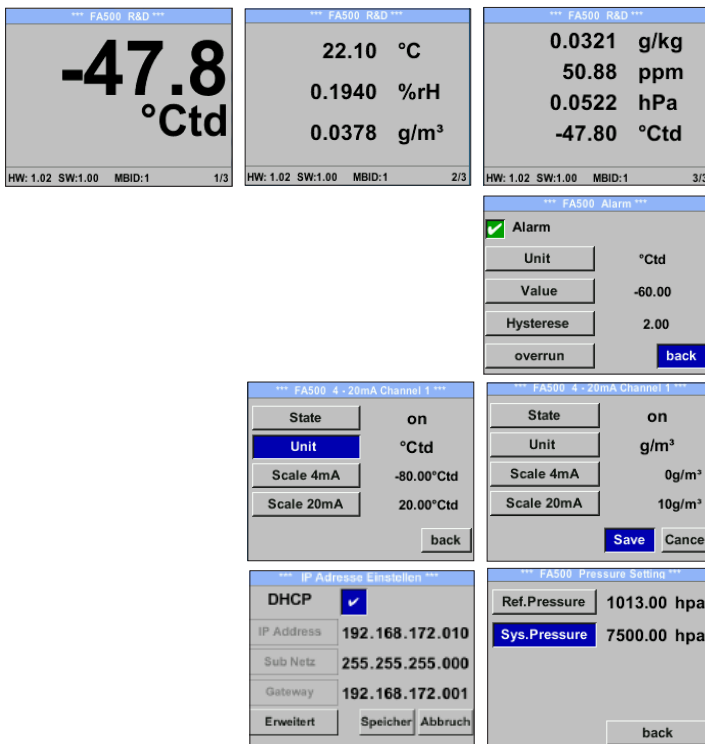 *** FA500 R&D ***
-47.8
°Ctd
HW: 1.02 SW:1.00 MBID:1 1/3
*** FA500 R&D ***
22.10 °C
0.1940 %rH
0.0378 g/m³
HW: 1.02 SW:1.00 MBID:1 2/3
*** FA500 R&D ***
0.0321 g/kg
50.88 ppm
0.0522 hPa
-47.80 °Ctd
HW: 1.02 SW:1.00 MBID:1 3/3
*** FA500 Alarm ***
Alarm
Unit °Ctd
Value -60.00
Hysterese 2.00
overrun back
*** FA500 4 - 20mA Channel 1 ***
State on
Unit °Ctd
Scale 4mA -80.00°Ctd
Scale 20mA 20.00°Ctd
back
*** FA500 4 - 20mA Channel 1 ***
State on
Unit g/m³
Scale 4mA 0g/m³
Scale 20mA 10g/m³
Save Cance
*** IP Adresse Einstellen ***
DHCP
IP Address 192.168.172.010
Sub Netz 255.255.255.000
Gateway 192.168.172.001
Erweitert Speicher Abbruch
*** FA500 Pressure Setting ***
Ref.Pressure 1013.00 hpa
Sys.Pressure 7500.00 hpa
back